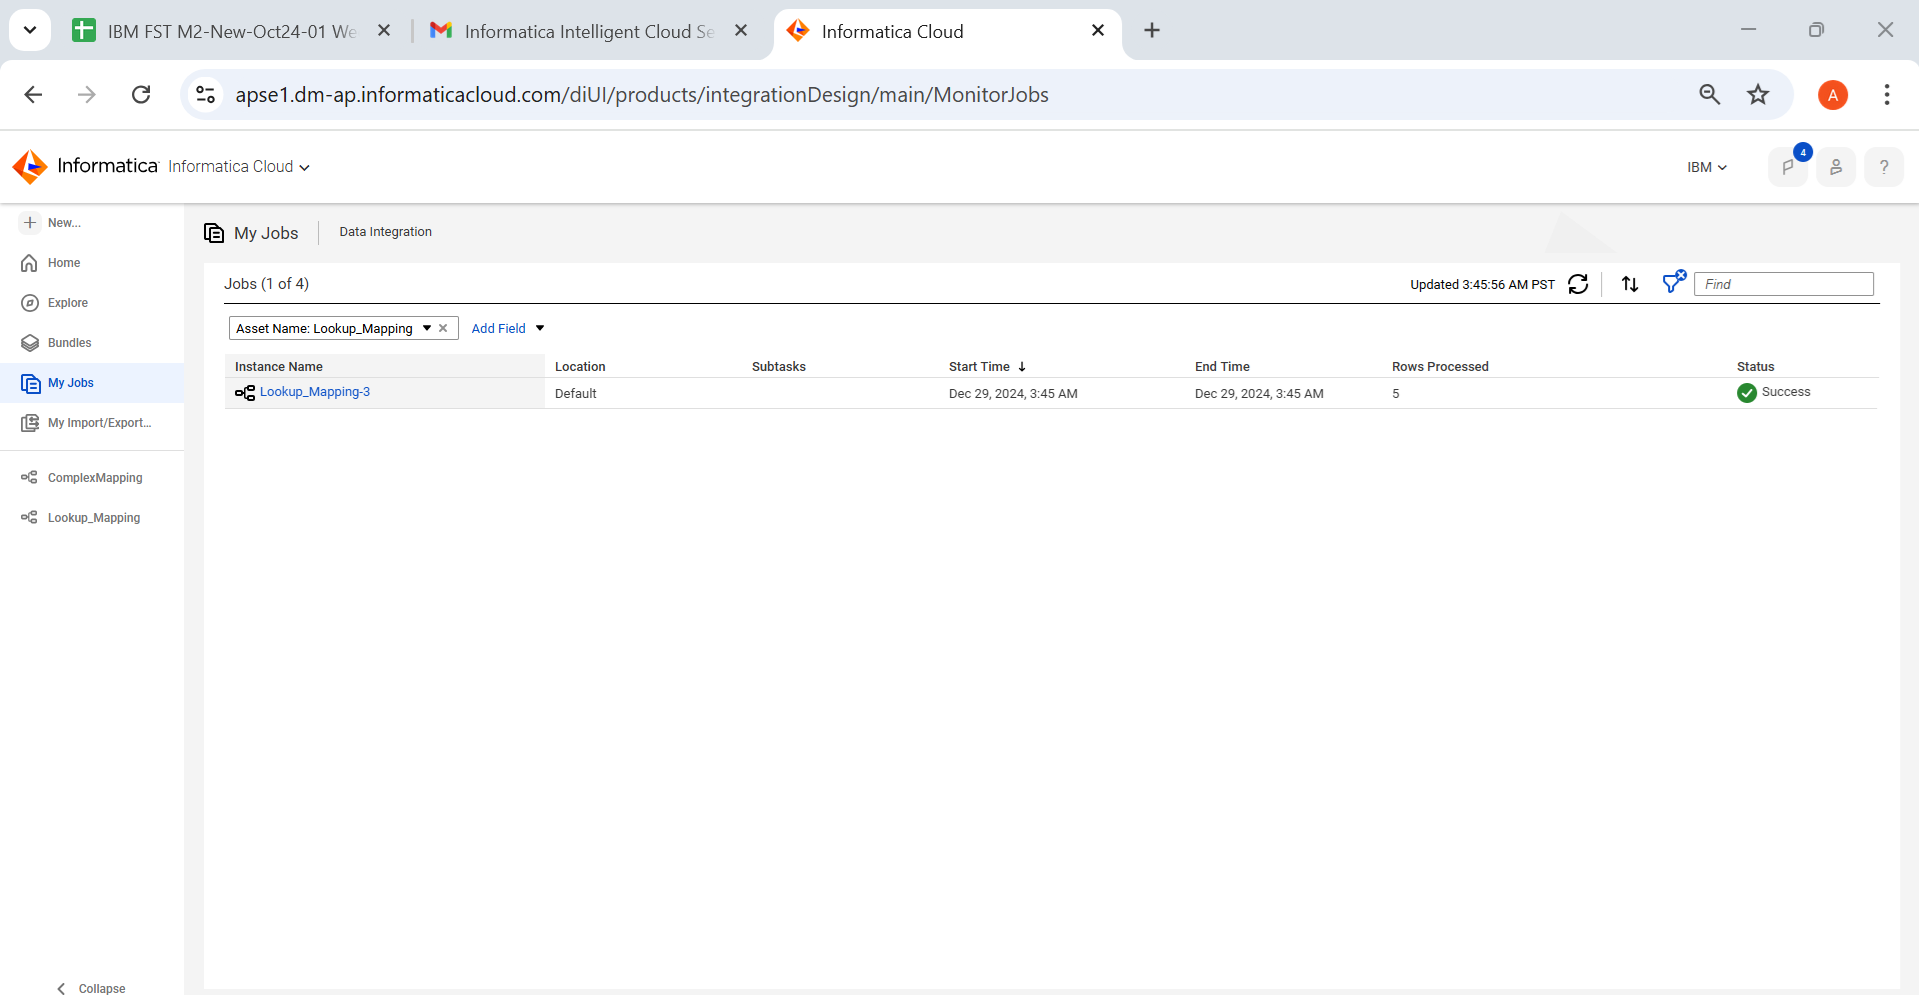 IBM FST M2-New-Oct24-01 We
Informatica Intelligent Cloud Se
Informatica Cloud
apse1.dm-ap.informaticacloud.com/diUI/products/integrationDesign/main/MonitorJobs
A
Informatica Informatica Cloud
IBM
4
?
New...
Home
Explore
Bundles
My Jobs
My Import/Export...
ComplexMapping
Lookup_Mapping
Collapse
My Jobs
Data Integration
Jobs (1 of 4)
Updated 3:45:56 AM PST
Find
Asset Name: Lookup_Mapping
Add Field
Instance Name Location Subtasks Start Time End Time Rows Processed Status
Lookup_Mapping-3 Default Dec 29, 2024, 3:45 AM Dec 29, 2024, 3:45 AM 5 Success